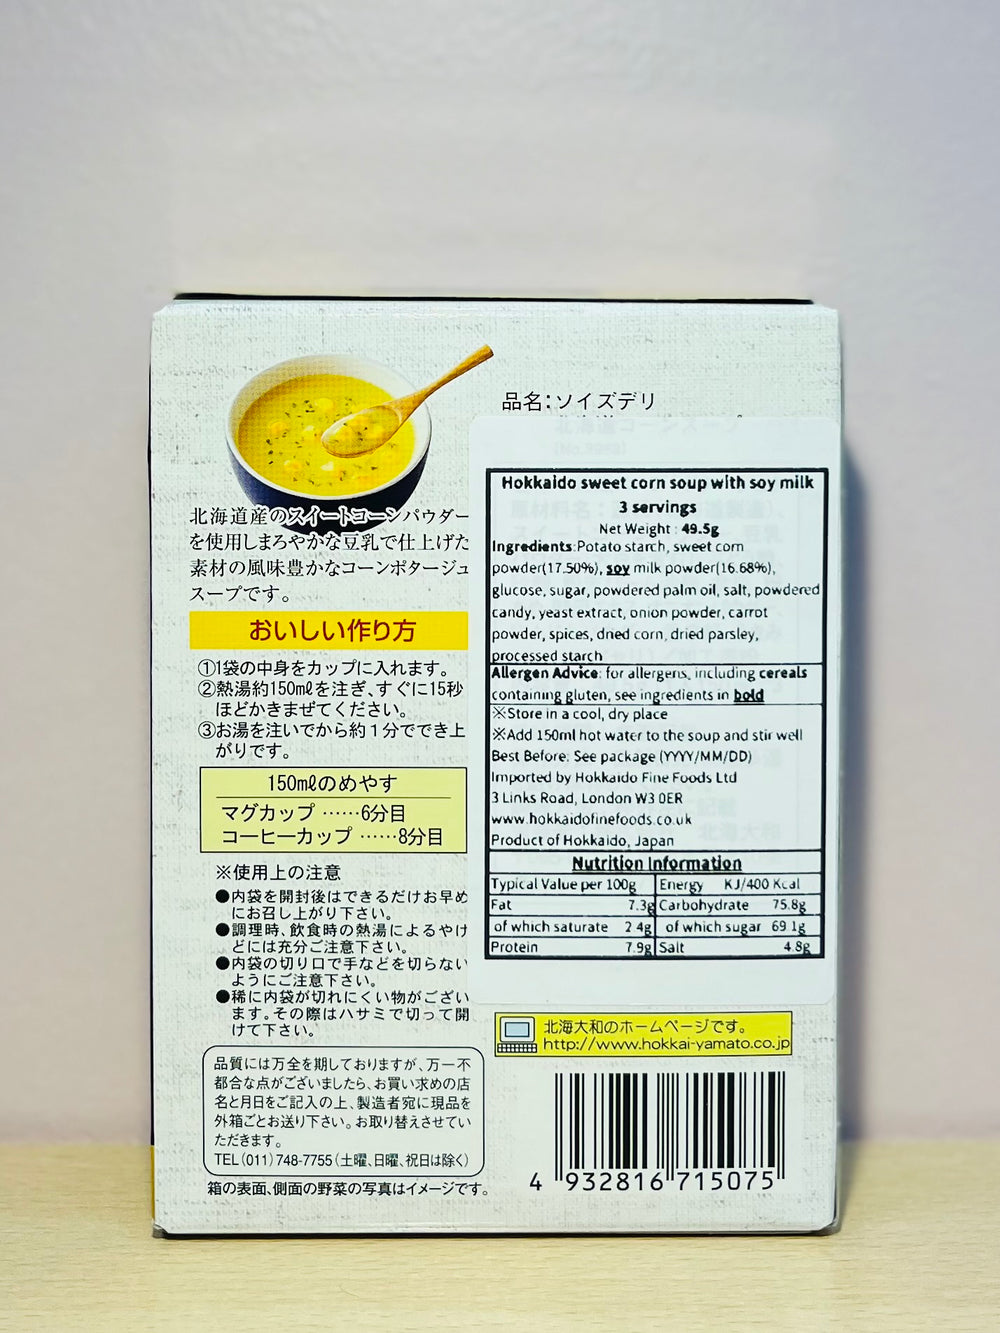 北海道産のスイートコーンパウダー
を使用しまろやかな豆乳で仕上げた
素材の風味豊かなコーンポタージュ
スープです。
おいしい作り方
①1袋の中身をカップに入れます。
②熱湯約150mℓを注ぎ、すぐに15秒
ほどかきまぜてください。
③お湯を注いでから約1分ででき上
がりです。
150mℓのめやす
マグカップ ……6分目
コーヒーカップ ……8分目
※使用上の注意
●内袋を開封後はできるだけお早め
にお召し上がり下さい。
●調理時、飲食時の熱湯によるやけ
どには充分ご注意下さい。
●内袋の切り口で手などを切らない
ようにご注意下さい。
●稀に内袋が切れにくい物がござい
ます。その際はハサミで切って開
けて下さい。
品質には万全を期しておりますが、万一不
都合な点がございましたら、お買い求めの店
名と月日をご記入の上、製造者宛に現品を
外箱ごとお送り下さい。お取り替えさせてい
ただきます。
TEL(011)748-7755(土曜、日曜、祝日は除く)
箱の表面、側面の野菜の写真はイメージです。
品名:ソイズデリ
北海道コーンスープ
Hokkaido sweet corn soup with soy milk
3 servings
Net Weight : 49.5g
Ingredients:Potato starch, sweet corn
powder(17.50%), soy milk powder(16.68%),
glucose, sugar, powdered palm oil, salt, powdered
candy, yeast extract, onion powder, carrot
powder, spices, dried corn, dried parsley,
processed starch
Allergen Advice: for allergens, including cereals
containing gluten, see ingredients in bold
※Store in a cool, dry place
※Add 150ml hot water to the soup and stir well
Best Before: See package (YYYY/MM/DD)
Imported by Hokkaido Fine Foods Ltd
3 Links Road, London W3 0ER
www.hokkaidofinefoods.co.uk
Product of Hokkaido, Japan
Nutrition Information
Typical Value per 100g Energy KJ/400 Kcal
Fat 7.3g Carbohydrate 75.8g
of which saturate 2.4g of which sugar 69.1g
Protein 7.9g Salt 4.8g
北海大和のホームページです。
http://www.hokkai-yamato.co.jp
4 932816 715075